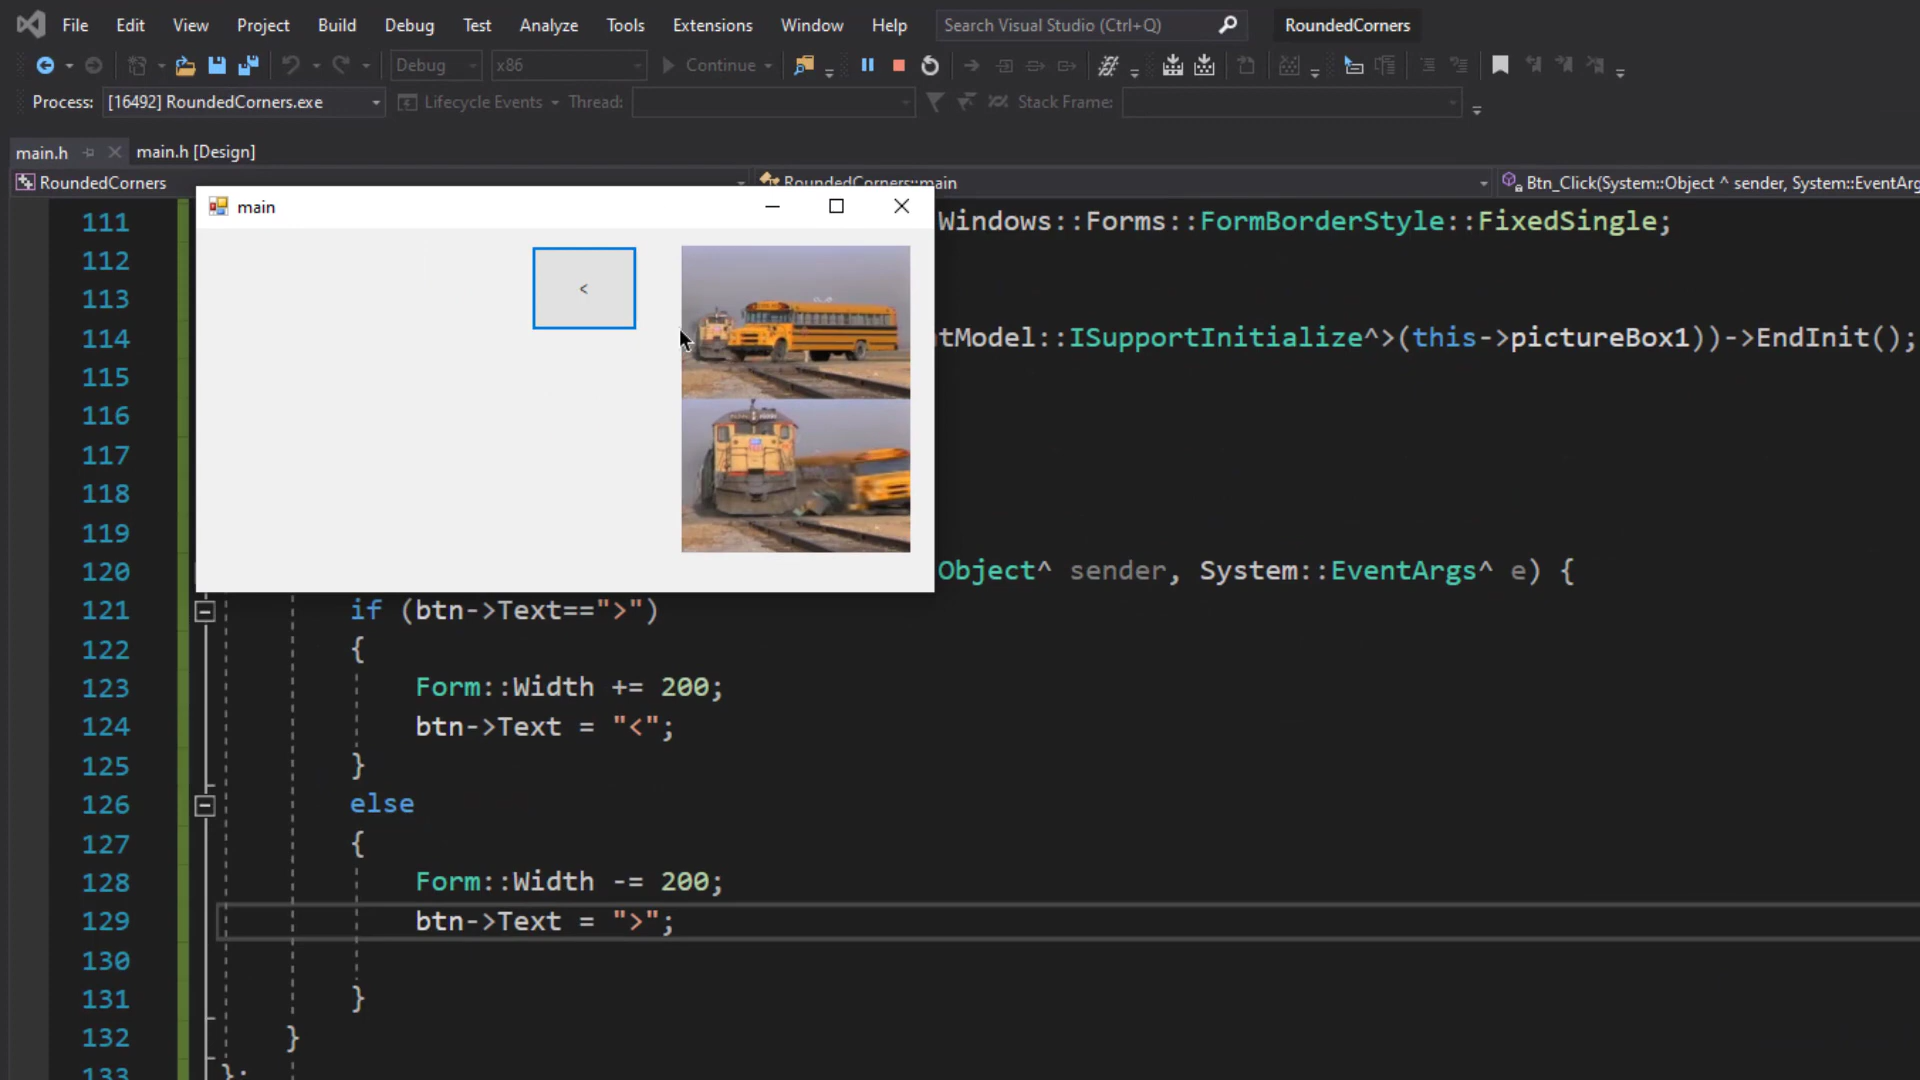 File Edit View Project Build Debug Test Analyze Tools Extensions Window Help Search Visual Studio (Ctrl+Q) RoundedCorners
Debug x86 Continue
Process: [16492] RoundedCorners.exe Lifecycle Events Thread: Stack Frame:
main.h main.h [Design]
RoundedCorners RoundedCorners::main Btn_Click(System::Object ^ sender, System::EventArg
main
<
111 Windows::Forms::FormBorderStyle::FixedSingle;
112
113
114 tModel::ISupportInitialize^>(this->pictureBox1))->EndInit();
115
116
117
118
119
120 Object^ sender, System::EventArgs^ e) {
121 if (btn->Text==">")
122 {
123 Form::Width += 200;
124 btn->Text = "<";
125 }
126 else
127 {
128 Form::Width -= 200;
129 btn->Text = ">";
130
131 }
132 }
133 };